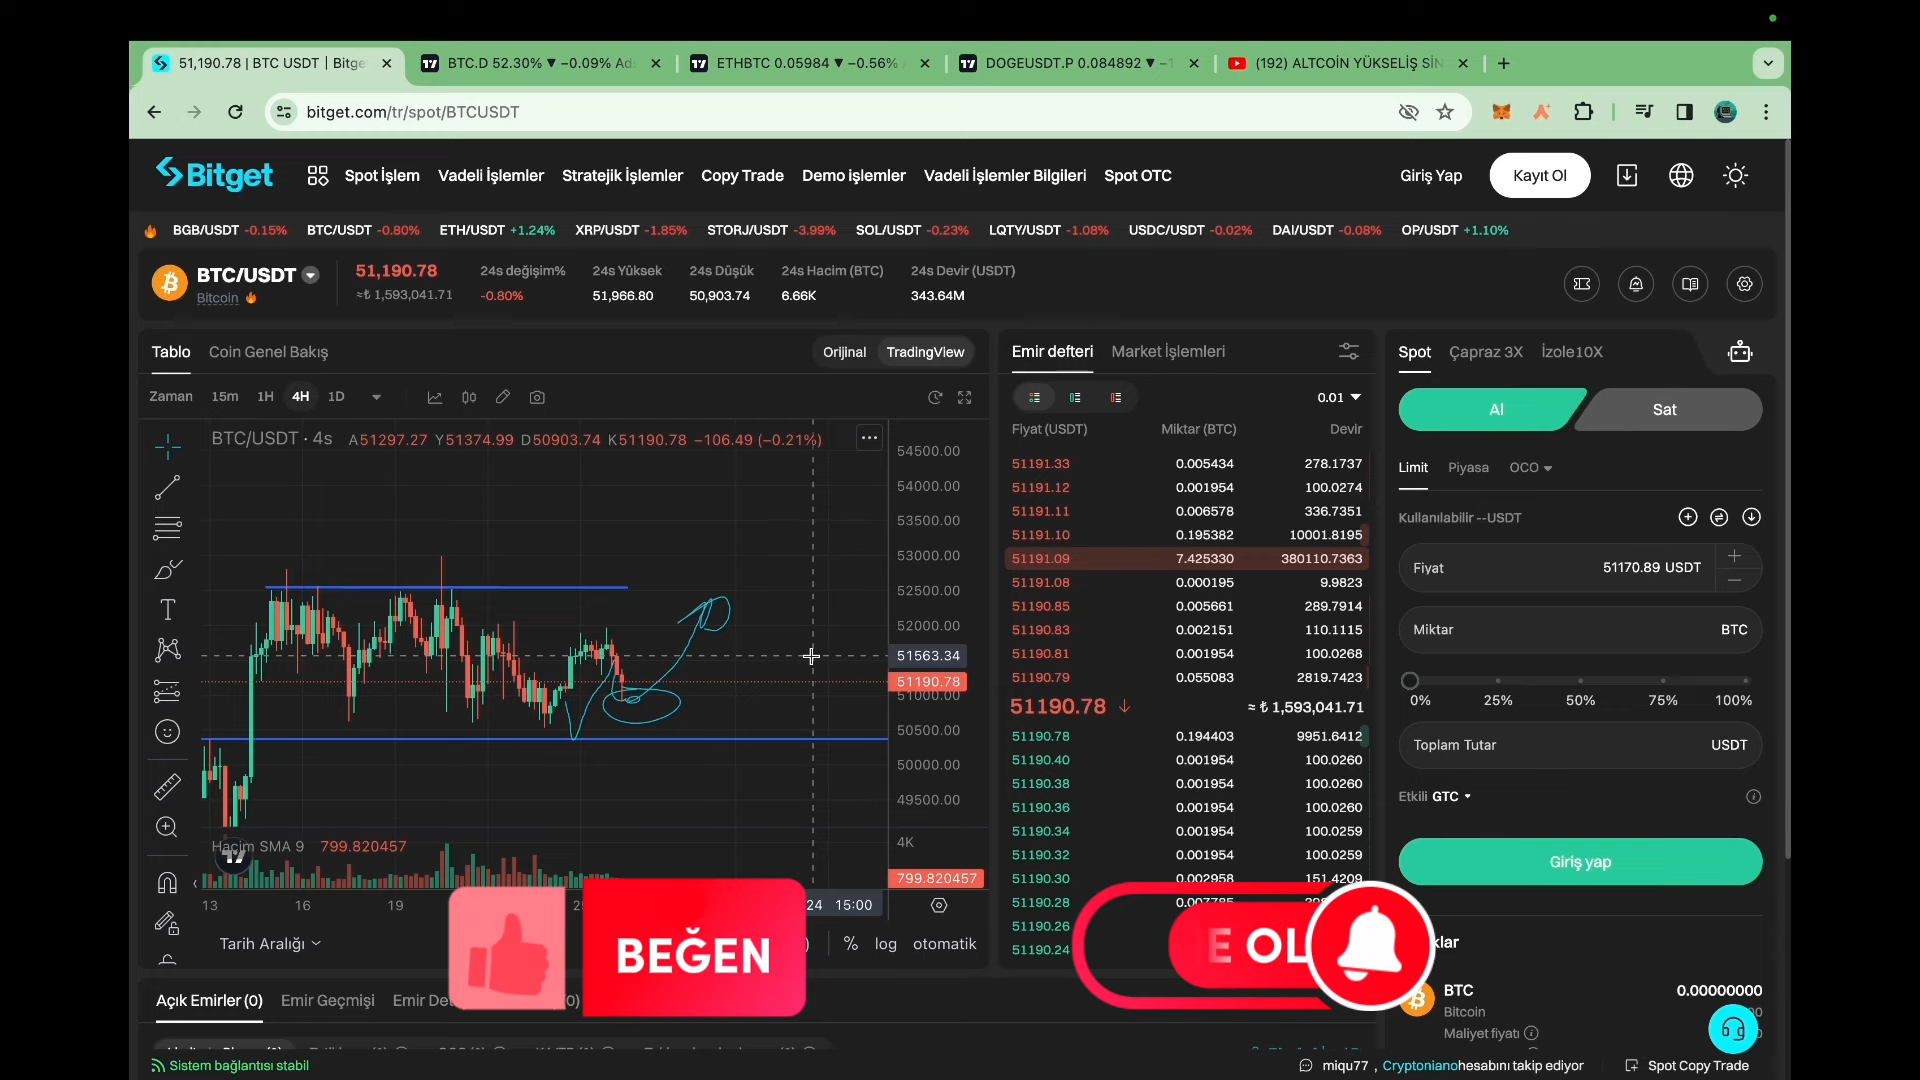 51,190.78 | BTC USDT | Bitge
BTC.D 52.30% ▼ −0.09% Ad
ETHBTC 0.05984 ▼ −0.56%
DOGEUSDT.P 0.084892 ▼ −1
(192) ALTCOİN YÜKSELİŞ SİN
bitget.com/tr/spot/BTCUSDT
Bitget
Spot İşlem
Vadeli İşlemler
Stratejik İşlemler
Copy Trade
Demo işlemler
Vadeli İşlemler Bilgileri
Spot OTC
Giriş Yap
Kayıt Ol
BGB/USDT -0.15% BTC/USDT -0.80% ETH/USDT +1.24% XRP/USDT -1.85% STORJ/USDT -3.99% SOL/USDT -0.23% LQTY/USDT -1.08% USDC/USDT -0.02% DAI/USDT -0.08% OP/USDT +1.10%
BTC/USDT
Bitcoin
51,190.78
≈₺ 1,593,041.71
24s değişim%
-0.80%
24s Yüksek
51,966.80
24s Düşük
50,903.74
24s Hacim (BTC)
6.66K
24s Devir (USDT)
343.64M
Tablo
Coin Genel Bakış
Orijinal
TradingView
Zaman 15m 1H 4H 1D
BTC/USDT · 4s A51297.27 Y51374.99 D50903.74 K51190.78 −106.49 (−0.21%)
54500.00
54000.00
53500.00
53000.00
52500.00
52000.00
51563.34
51190.78
51000.00
50500.00
50000.00
49500.00
Hacim SMA 9 799.820457
4K
799.820457
13 16 19
24 15:00
Tarih Aralığı
% log otomatik
Emir defteri
Market İşlemleri
0.01
Fiyat (USDT) Miktar (BTC) Devir
51191.33 0.005434 278.1737
51191.12 0.001954 100.0274
51191.11 0.006578 336.7351
51191.10 0.195382 10001.8195
51191.09 7.425330 380110.7363
51191.08 0.000195 9.9823
51190.85 0.005661 289.7914
51190.83 0.002151 110.1115
51190.81 0.001954 100.0268
51190.79 0.055083 2819.7423
51190.78 ↓ ≈ ₺ 1,593,041.71
51190.78 0.194403 9951.6412
51190.40 0.001954 100.0260
51190.38 0.001954 100.0260
51190.36 0.001954 100.0260
51190.34 0.001954 100.0259
51190.32 0.001954 100.0259
51190.30 0.002958 151.4209
51190.28
51190.26
51190.24
Spot Çapraz 3X İzole10X
Al
Sat
Limit Piyasa OCO
Kullanılabilir --USDT
Fiyat 51170.89 USDT
Miktar BTC
0% 25% 50% 75% 100%
Toplam Tutar USDT
Etkili GTC
Giriş yap
klar
BTC 0.00000000
Bitcoin
Maliyet fiyatı
BEĞEN
E OL
Açık Emirler (0)
Emir Geçmişi
Emir De
Sistem bağlantısı stabil
miqu77 , Cryptonianohesabını takip ediyor
Spot Copy Trade